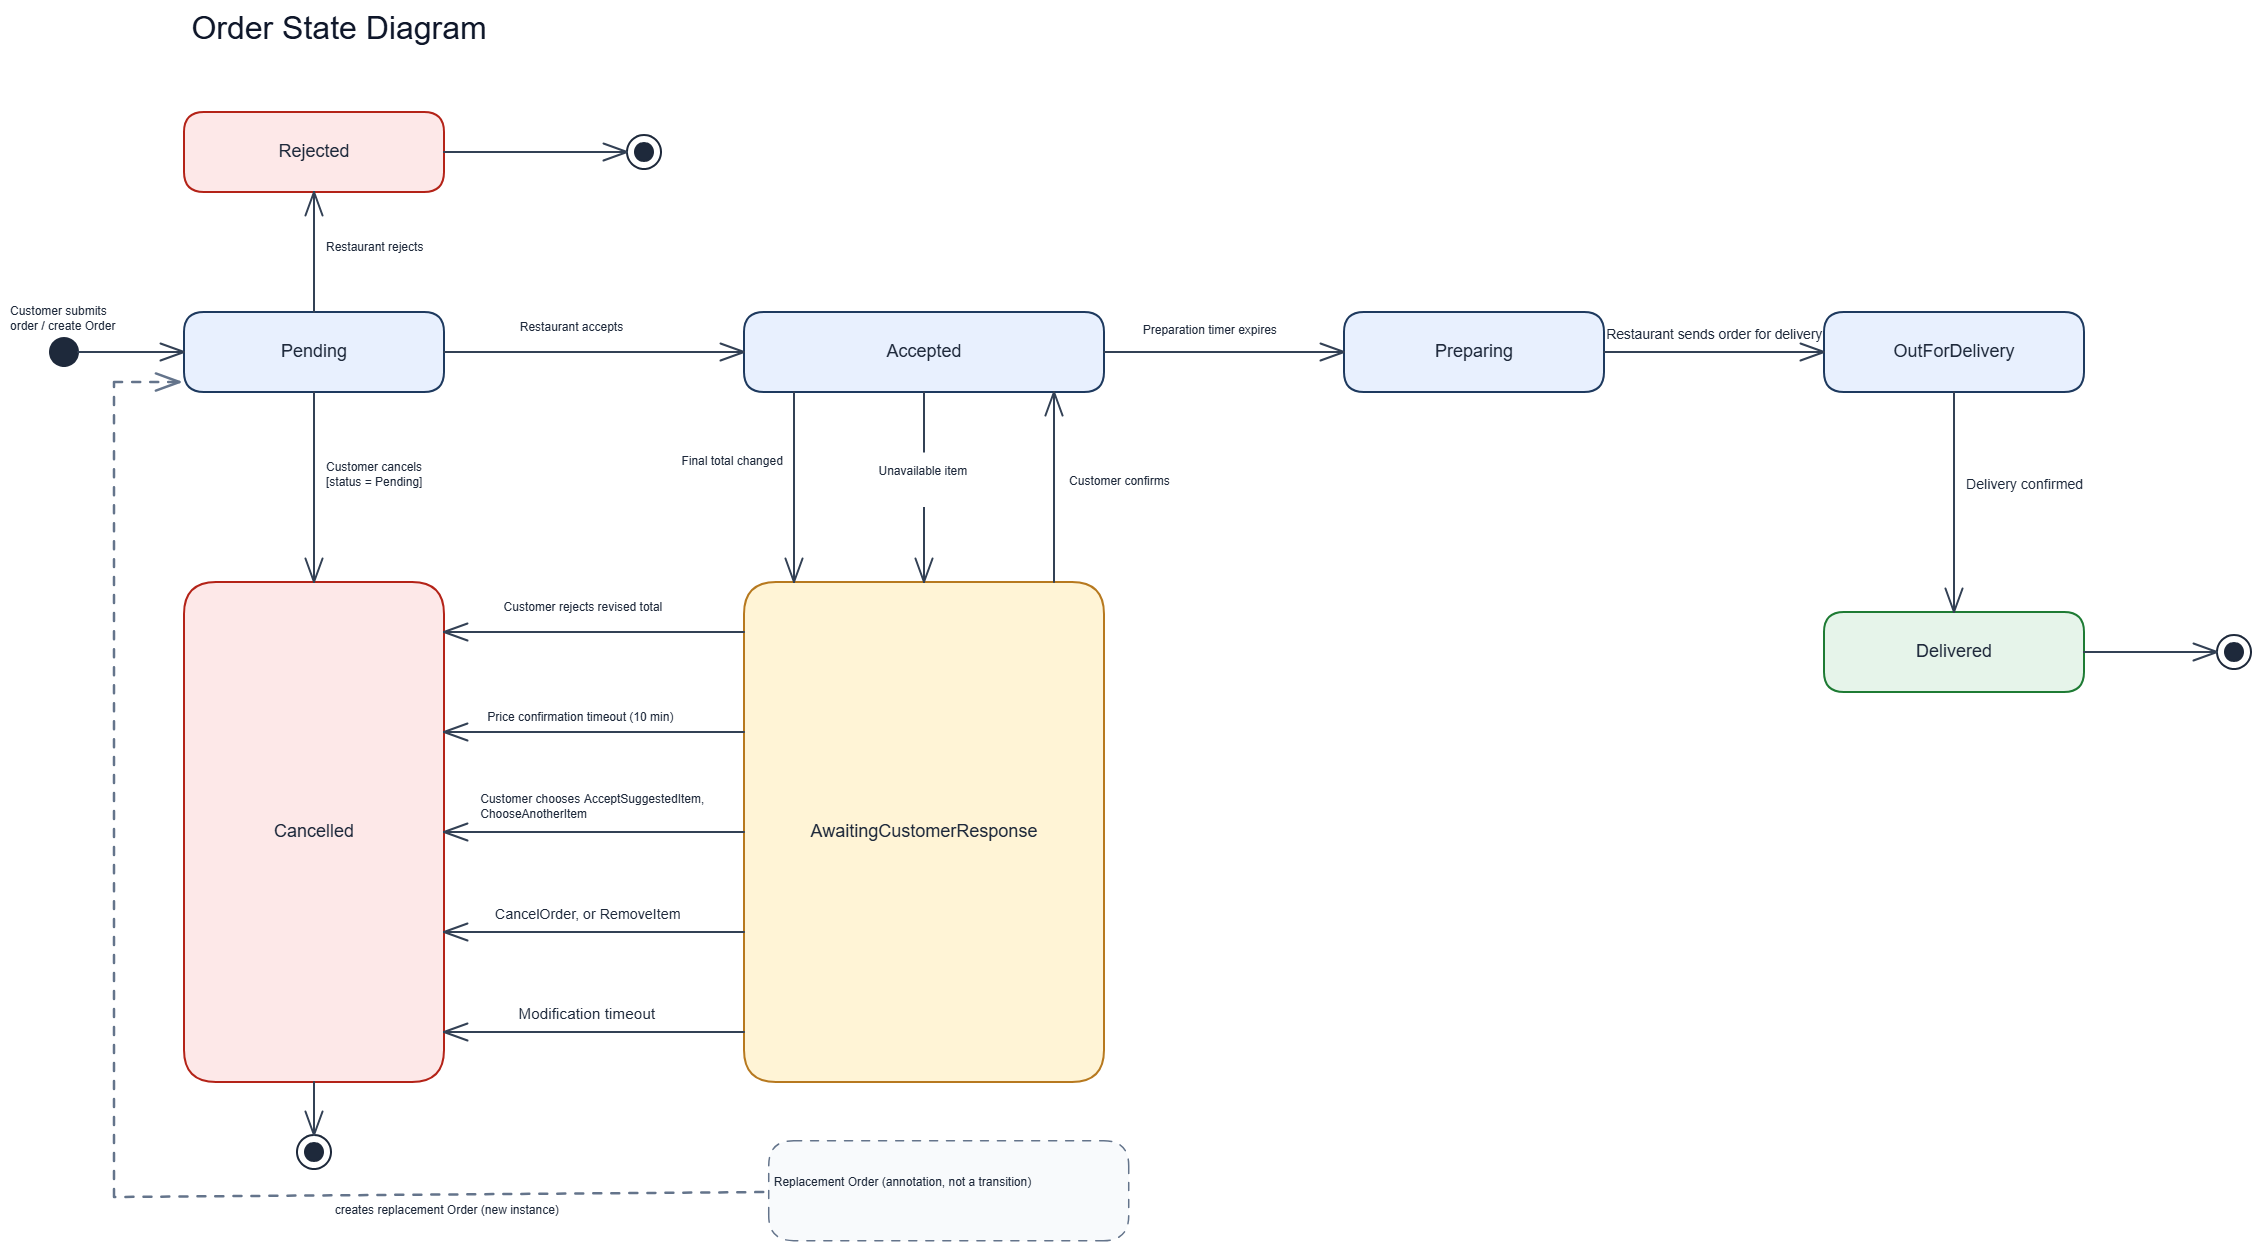 Order State Diagram
Rejected
Restaurant rejects
Customer submits
order / create Order
Pending
Restaurant accepts
Accepted
Preparation timer expires
Preparing
Restaurant sends order for delivery
OutForDelivery
Customer cancels
[status = Pending]
Final total changed
Unavailable item
Customer confirms
Delivery confirmed
Customer rejects revised total
Delivered
Price confirmation timeout (10 min)
Customer chooses AcceptSuggestedItem,
ChooseAnotherItem
Cancelled
AwaitingCustomerResponse
CancelOrder, or RemoveItem
Modification timeout
Replacement Order (annotation, not a transition)
creates replacement Order (new instance)